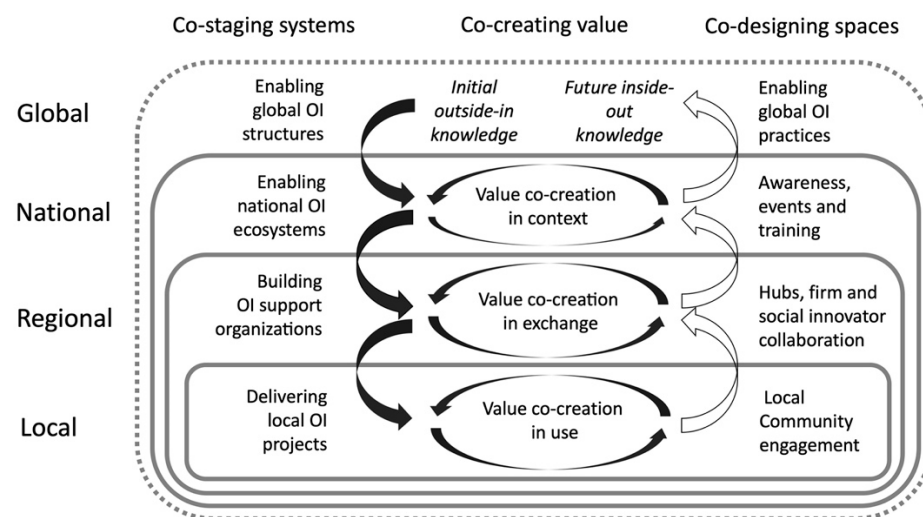 Co-staging systems
Co-creating value
Co-designing spaces
Global
Enabling
global OI
structures
Initial
outside-in
knowledge
Future inside-
out
knowledge
Enabling
global OI
practices
National
Enabling
national OI
ecosystems
Value co-creation
in context
Awareness,
events and
training
Regional
Building
OI support
organizations
Value co-creation
in exchange
Hubs, firm and
social innovator
collaboration
Local
Delivering
local OI
projects
Value co-creation
in use
Local
Community
engagement